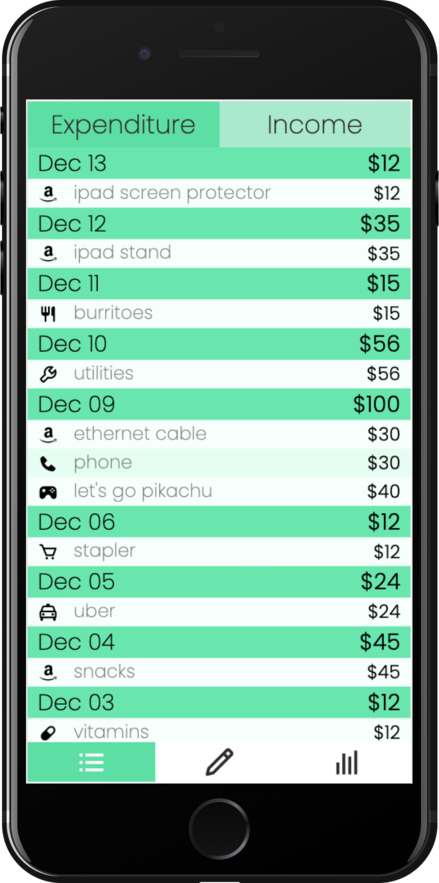 Expenditure Income
Dec 13 $12
a ipad screen protector $12
Dec 12 $35
a ipad stand $35
Dec 11 $15
burritoes $15
Dec 10 $56
utilities $56
Dec 09 $100
a ethernet cable $30
phone $30
let's go pikachu $40
Dec 06 $12
stapler $12
Dec 05 $24
uber $24
Dec 04 $45
a snacks $45
Dec 03 $12
vitamins $12